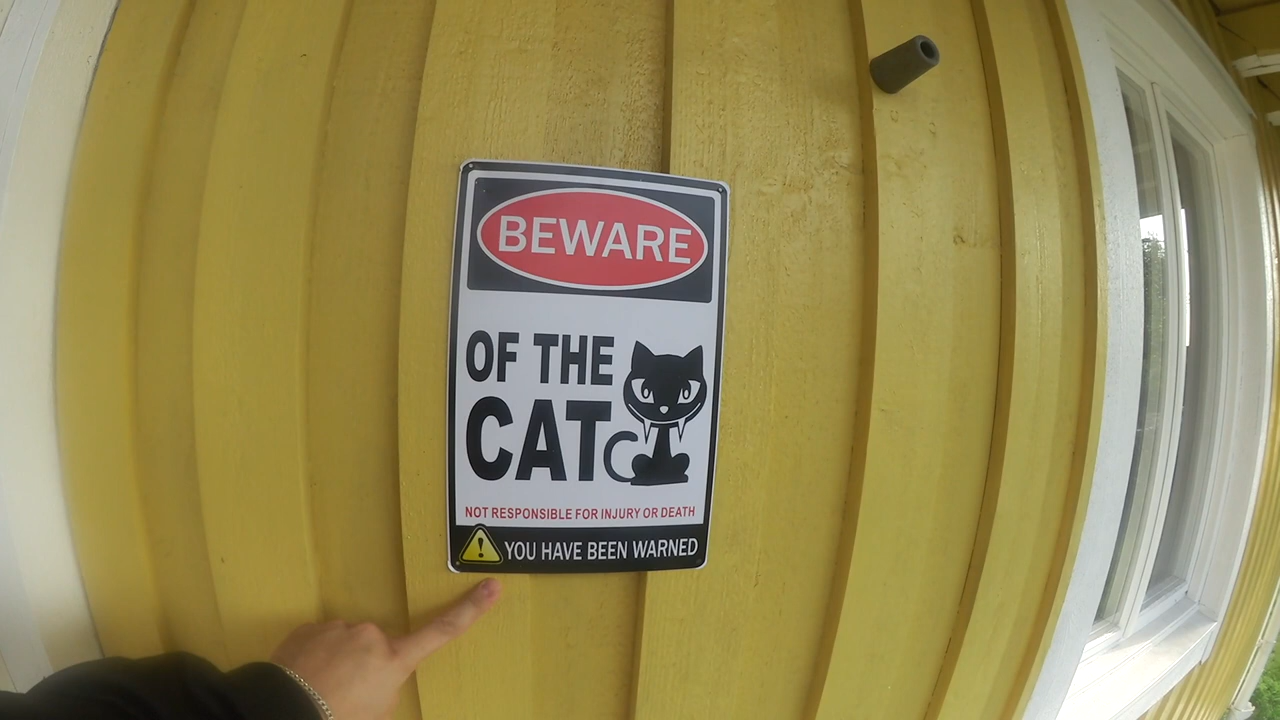 BEWARE
OF THE
CAT
NOT RESPONSIBLE FOR INJURY OR DEATH
YOU HAVE BEEN WARNED